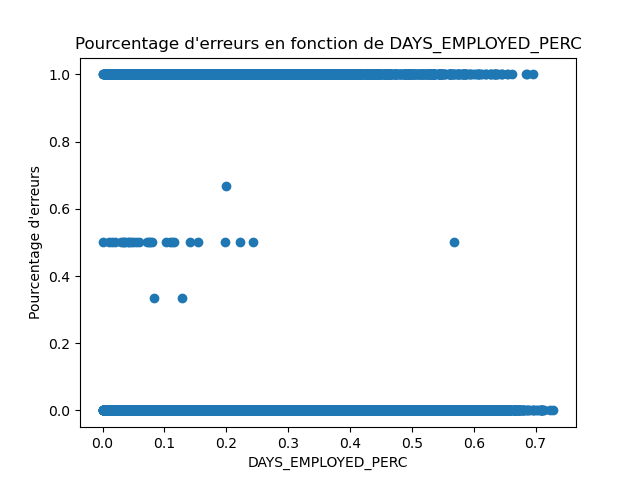 Pourcentage d'erreurs en fonction de DAYS_EMPLOYED_PERC
1.0
0.8
0.6
0.4
0.2
0.0
Pourcentage d'erreurs
0.0 0.1 0.2 0.3 0.4 0.5 0.6 0.7
DAYS_EMPLOYED_PERC